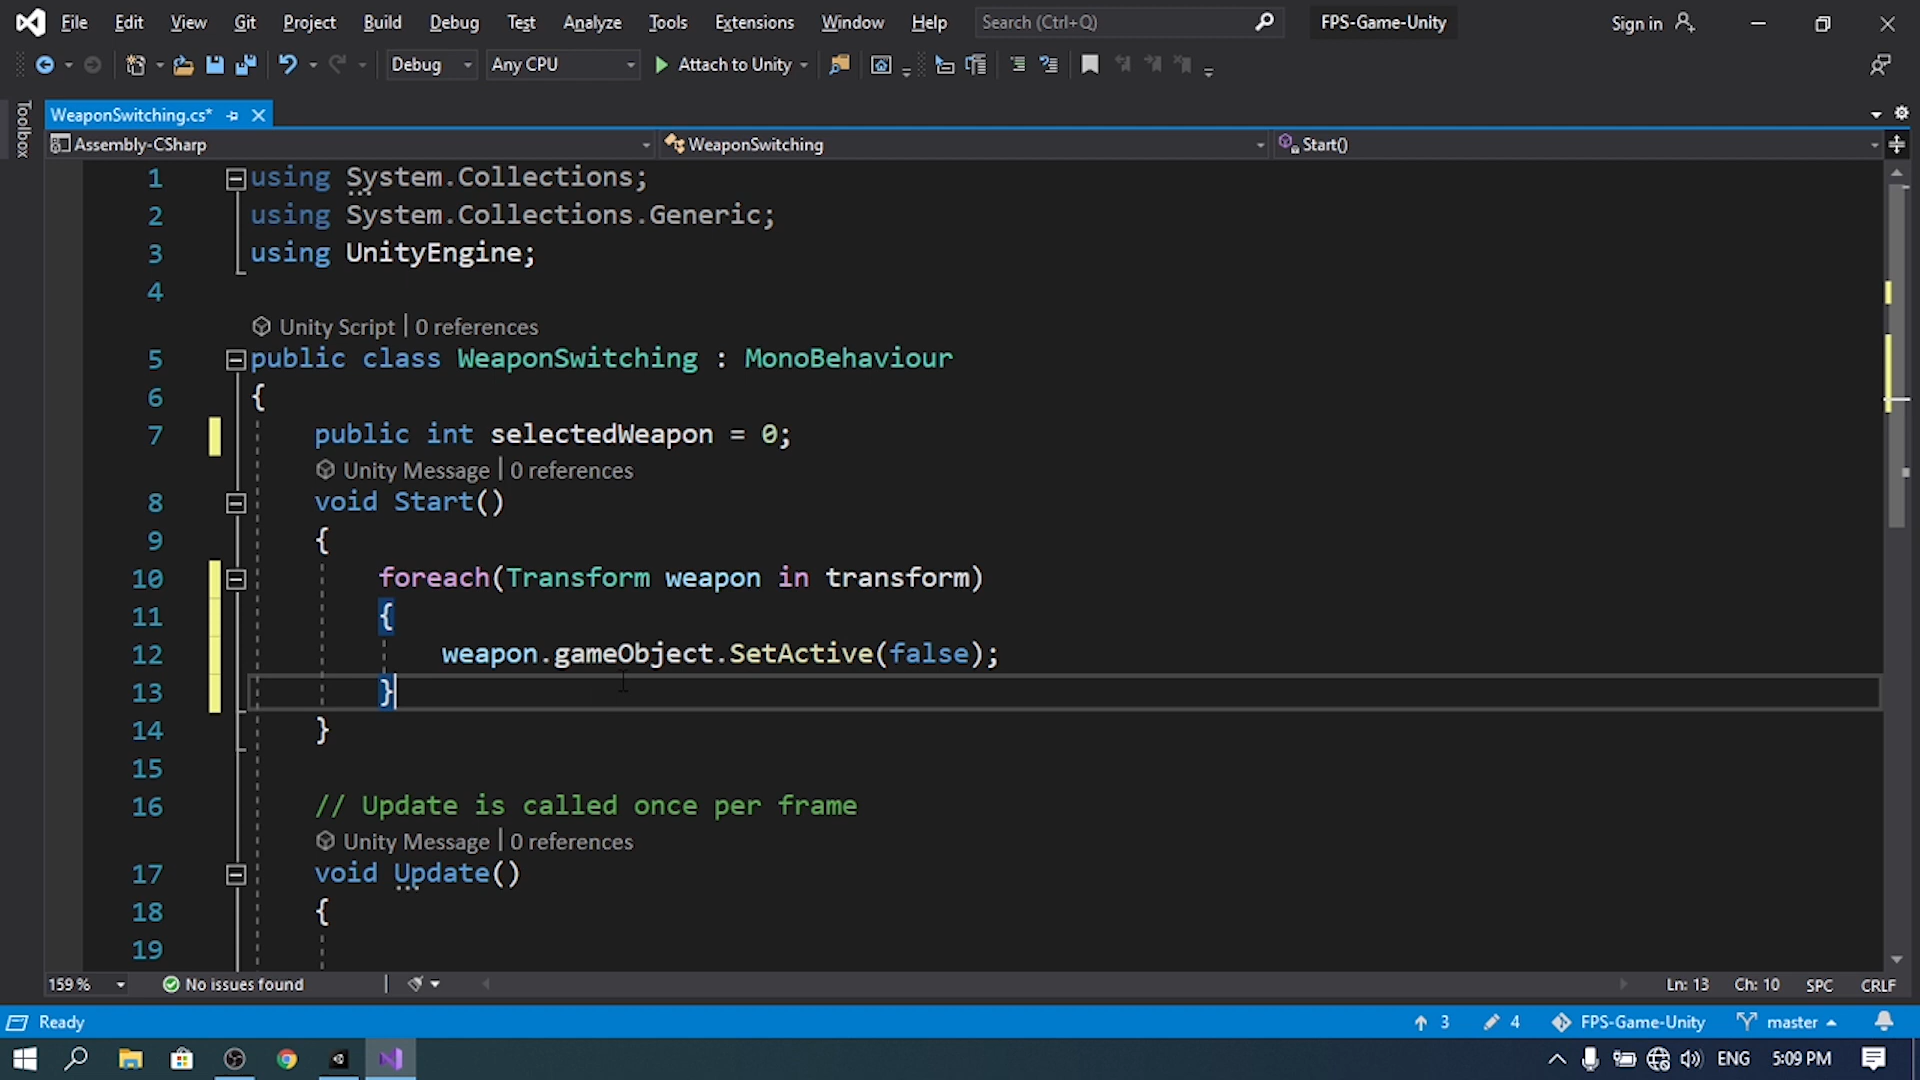 File Edit View Git Project Build Debug Test Analyze Tools Extensions Window Help Search (Ctrl+Q) FPS-Game-Unity Sign in
Debug Any CPU Attach to Unity
Toolbox
WeaponSwitching.cs*
Assembly-CSharp WeaponSwitching Start()
1 using System.Collections;
2 using System.Collections.Generic;
3 using UnityEngine;
4
Unity Script | 0 references
5 public class WeaponSwitching : MonoBehaviour
6 {
7 public int selectedWeapon = 0;
Unity Message | 0 references
8 void Start()
9 {
10 foreach(Transform weapon in transform)
11 {
12 weapon.gameObject.SetActive(false);
13 }
14 }
15
16 // Update is called once per frame
Unity Message | 0 references
17 void Update()
18 {
19
159 % No issues found Ln: 13 Ch: 10 SPC CRLF
Ready 3 4 FPS-Game-Unity master
ENG 5:09 PM